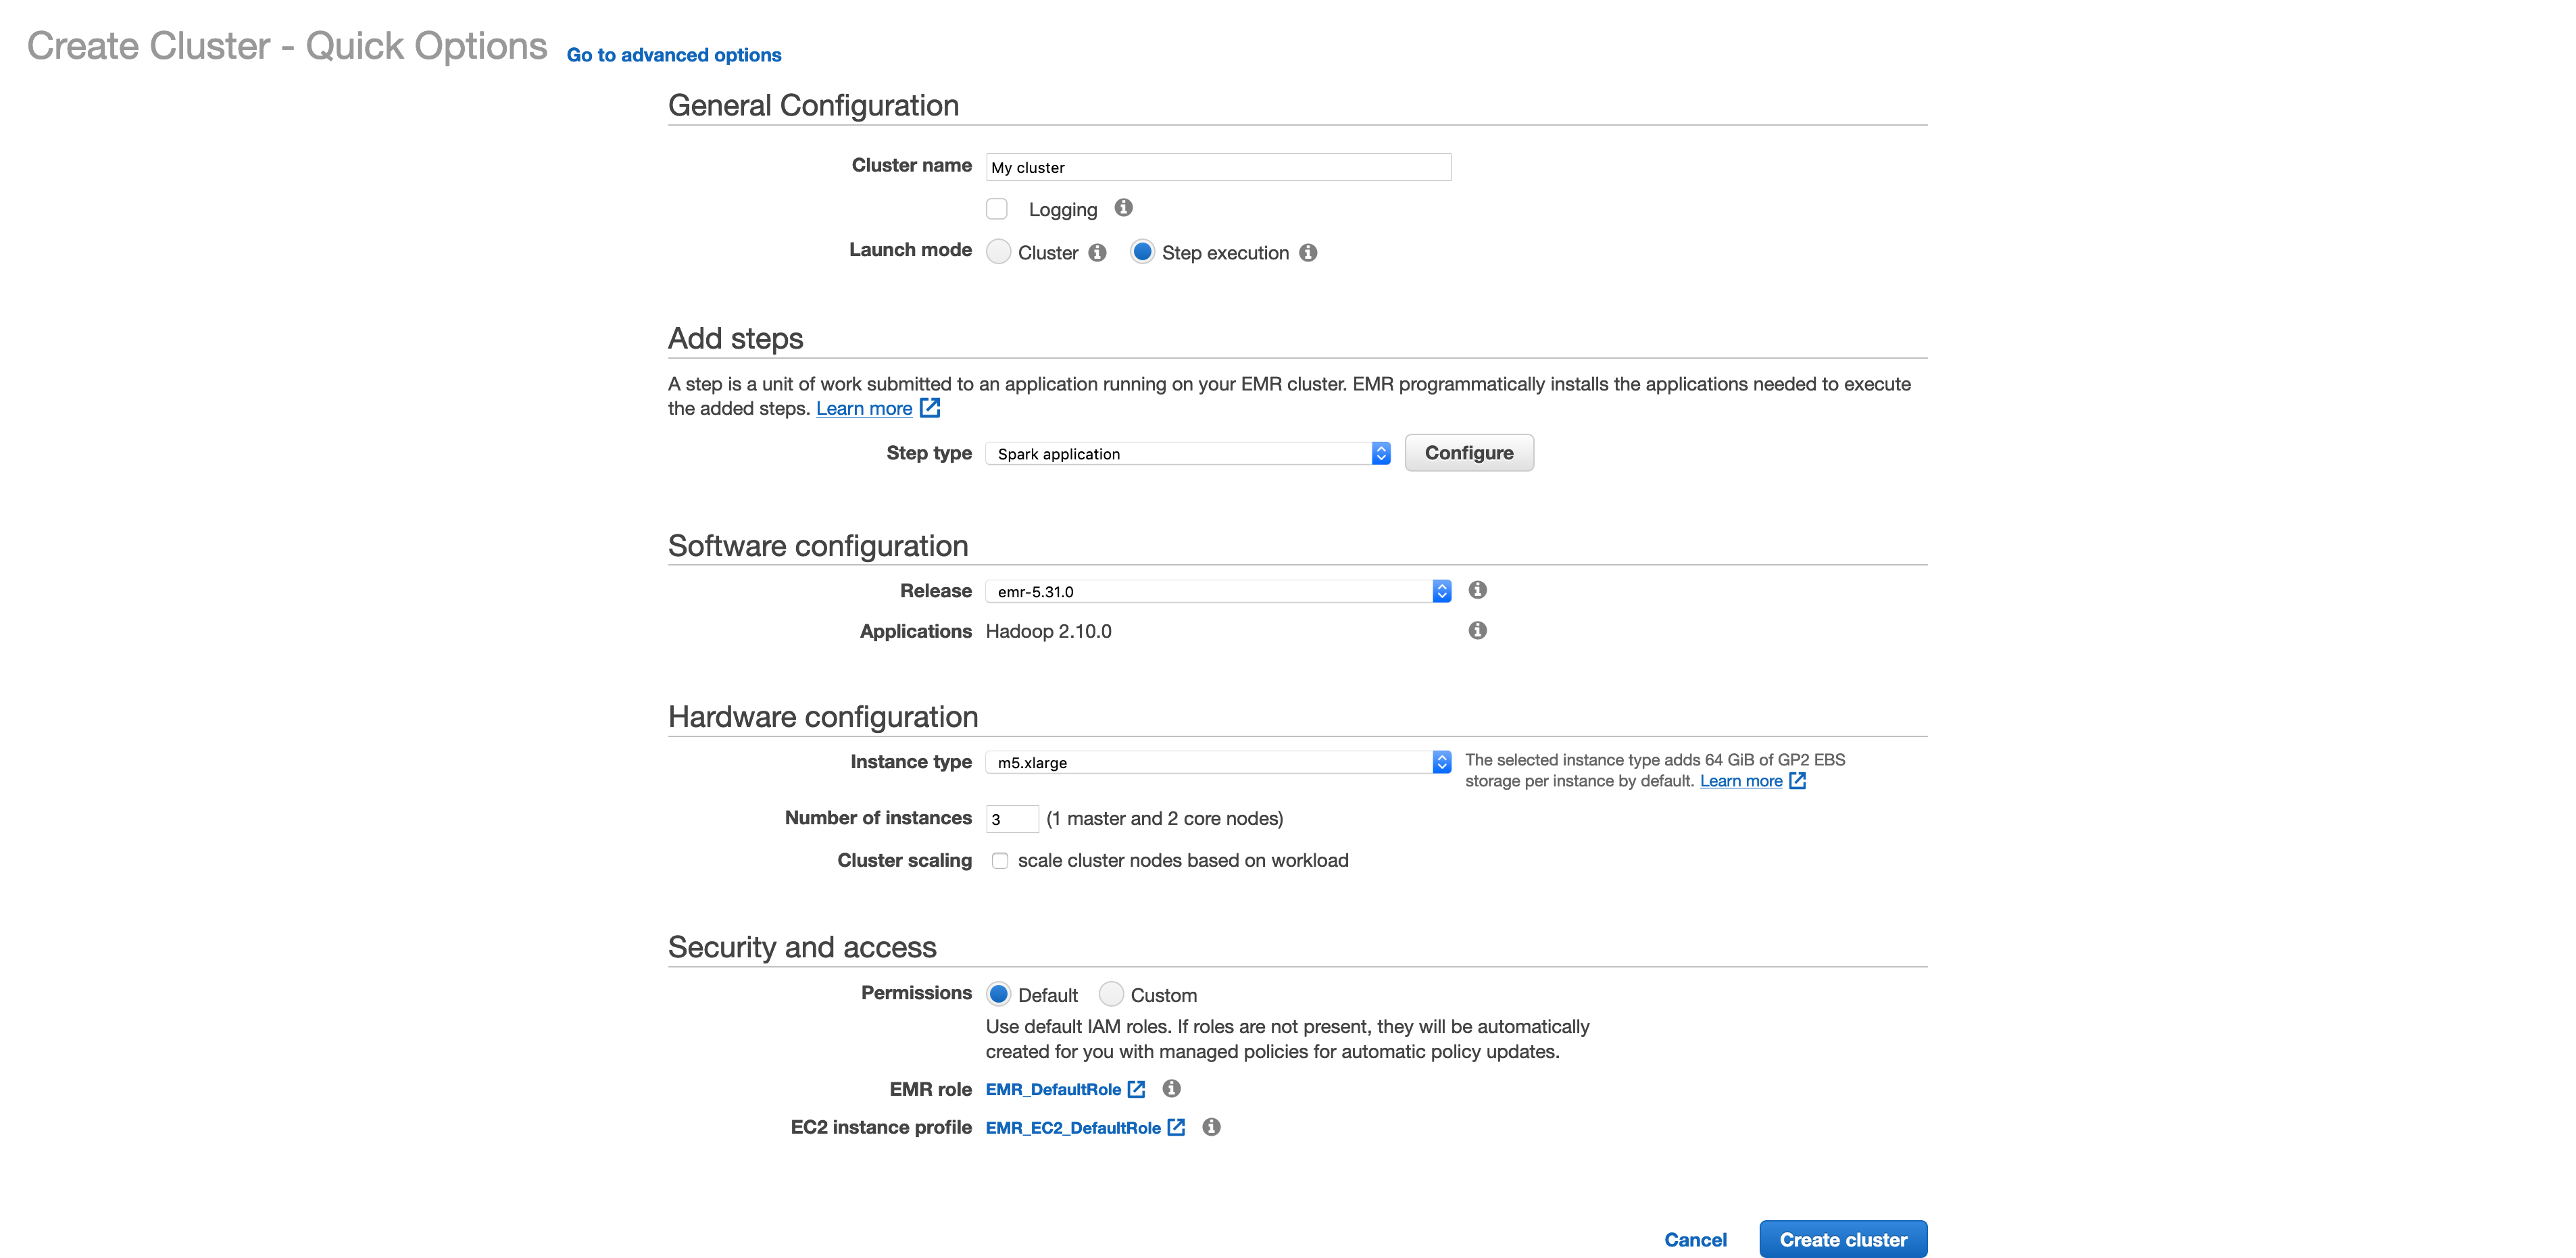 Create Cluster - Quick Options Go to advanced options
General Configuration
Cluster name My cluster
Logging
Launch mode Cluster Step execution
Add steps
A step is a unit of work submitted to an application running on your EMR cluster. EMR programmatically installs the applications needed to execute
the added steps. Learn more
Step type Spark application Configure
Software configuration
Release emr-5.31.0
Applications Hadoop 2.10.0
Hardware configuration
Instance type m5.xlarge The selected instance type adds 64 GiB of GP2 EBS
storage per instance by default. Learn more
Number of instances 3 (1 master and 2 core nodes)
Cluster scaling scale cluster nodes based on workload
Security and access
Permissions Default Custom
Use default IAM roles. If roles are not present, they will be automatically
created for you with managed policies for automatic policy updates.
EMR role EMR_DefaultRole
EC2 instance profile EMR_EC2_DefaultRole
Cancel Create cluster